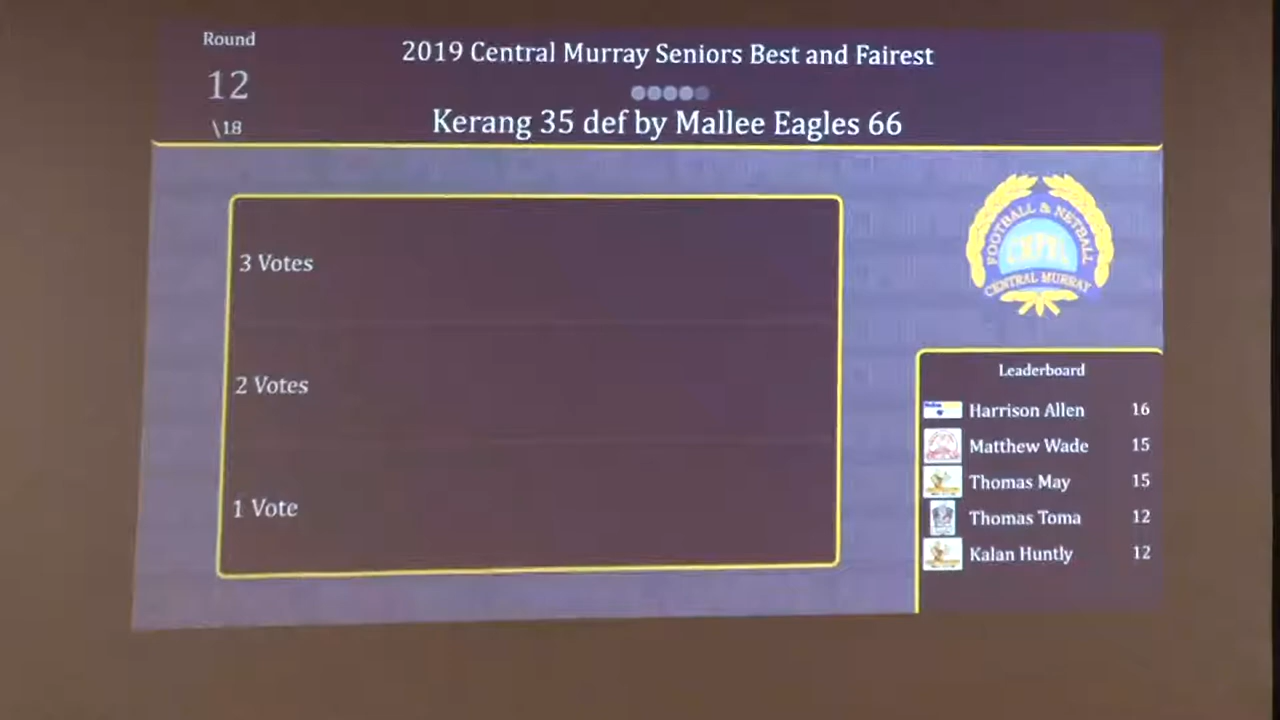 Round
12
\18
2019 Central Murray Seniors Best and Fairest
Kerang 35 def by Mallee Eagles 66
3 Votes
2 Votes
1 Vote
FOOTBALL & NETBALL
CENTRAL MURRAY
Leaderboard
Harrison Allen 16
Matthew Wade 15
Thomas May 15
Thomas Toma 12
Kalan Huntly 12